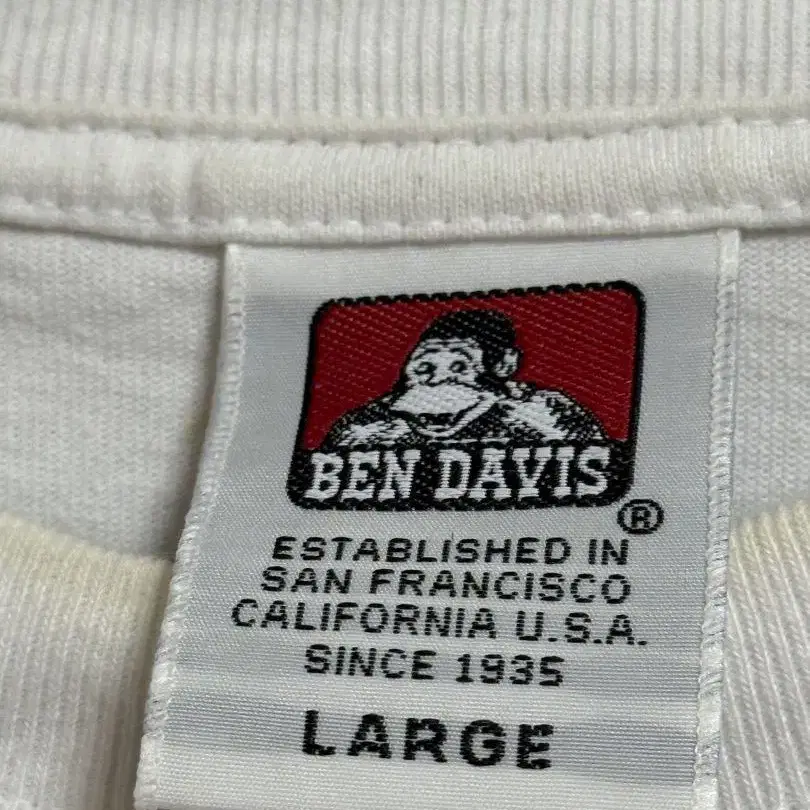 BEN DAVIS
®
ESTABLISHED IN
SAN FRANCISCO
CALIFORNIA U.S.A.
SINCE 1935
LARGE